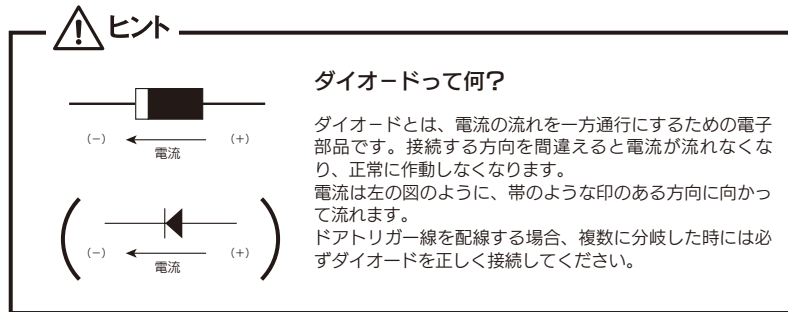 ヒント
ダイオードって何?
ダイオードとは、電流の流れを一方通行にするための電子
部品です。接続する方向を間違えると電流が流れなくな
り、正常に作動しなくなります。
電流は左の図のように、帯のような印のある方向に向かっ
て流れます。
ドアトリガー線を配線する場合、複数に分岐した時には必
ずダイオードを正しく接続してください。
(−) (+)
電流
(−) (+)
電流